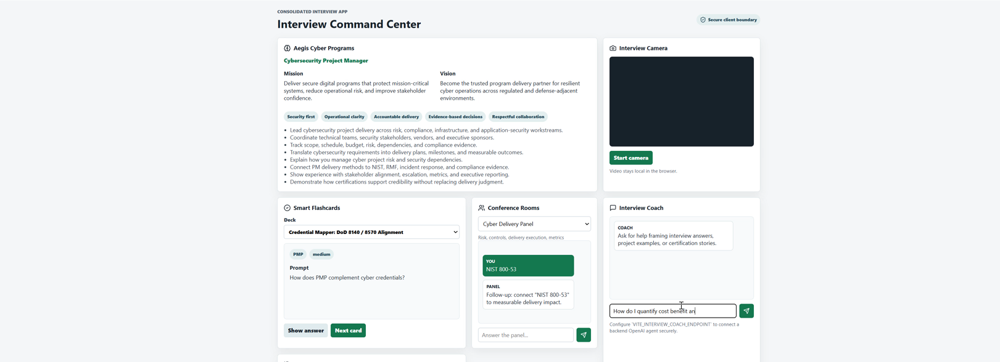 CONSOLIDATED INTERVIEW APP
Interview Command Center
Secure client boundary
Aegis Cyber Programs
Cybersecurity Project Manager
Mission
Deliver secure digital programs that protect mission-critical
systems, reduce operational risk, and improve stakeholder
confidence.
Vision
Become the trusted program delivery partner for resilient
cyber operations across regulated and defense-adjacent
environments.
Security first
Operational clarity
Accountable delivery
Evidence-based decisions
Respectful collaboration
• Lead cybersecurity project delivery across risk, compliance, infrastructure, and application-security workstreams.
• Coordinate technical teams, security stakeholders, vendors, and executive sponsors.
• Track scope, schedule, budget, risk, dependencies, and compliance evidence.
• Translate cybersecurity requirements into delivery plans, milestones, and measurable outcomes.
• Explain how you manage cyber project risk and security dependencies.
• Connect PM delivery methods to NIST, RMF, incident response, and compliance evidence.
• Show experience with stakeholder alignment, escalation, metrics, and executive reporting.
• Demonstrate how certifications support credibility without replacing delivery judgment.
Interview Camera
Start camera
Video stays local in the browser.
Smart Flashcards
Deck
Credential Mapper: DoD 8140 / 8570 Alignment
PMP
medium
Prompt
How does PMP complement cyber credentials?
Show answer
Next card
Conference Rooms
Cyber Delivery Panel
Risk, controls, delivery execution, metrics
YOU
NIST 800-53
PANEL
Follow-up: connect "NIST 800-53"
to measurable delivery impact.
Answer the panel...
Interview Coach
COACH
Ask for help framing interview answers,
project examples, or certification stories.
How do I quantify cost benefit an
Configure `VITE_INTERVIEW_COACH_ENDPOINT` to connect a
backend OpenAI agent securely.